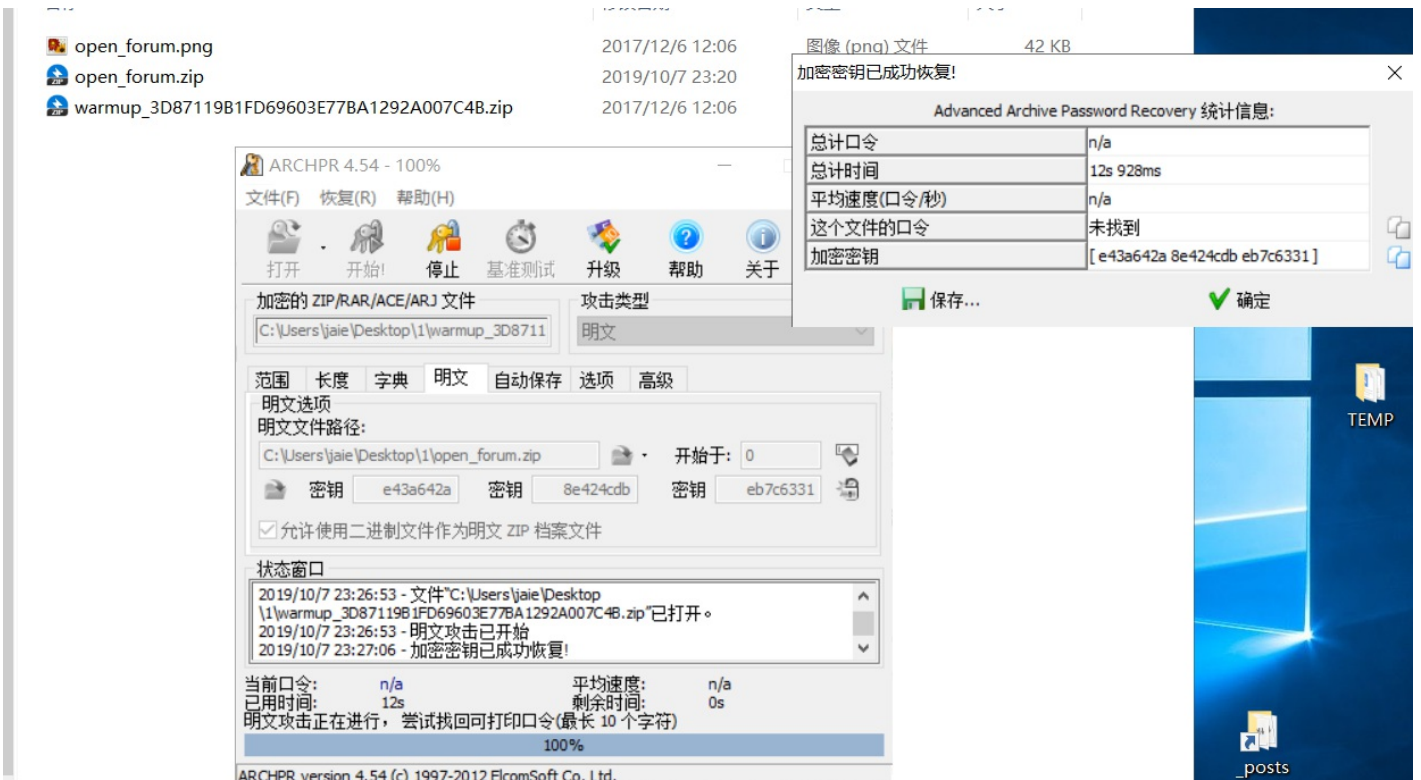 open_forum.png 2017/12/6 12:06 图像 (png) 文件 42 KB
open_forum.zip 2019/10/7 23:20
warmup_3D87119B1FD69603E77BA1292A007C4B.zip 2017/12/6 12:06
加密密钥已成功恢复!
Advanced Archive Password Recovery 统计信息:
总计口令 n/a
总计时间 12s 928ms
平均速度(口令/秒) n/a
这个文件的口令 未找到
加密密钥 [ e43a642a 8e424cdb eb7c6331 ]
保存... 确定
ARCHPR 4.54 - 100%
文件(F) 恢复(R) 帮助(H)
打开 开始! 停止 基准测试 升级 帮助 关于
加密的 ZIP/RAR/ACE/ARJ 文件 攻击类型
C:\Users\jaie\Desktop\1\warmup_3D8711 明文
范围 长度 字典 明文 自动保存 选项 高级
明文选项
明文文件路径:
C:\Users\jaie\Desktop\1\open_forum.zip 开始于: 0
密钥 e43a642a 密钥 8e424cdb 密钥 eb7c6331
允许使用二进制文件作为明文 ZIP 档案文件
状态窗口
2019/10/7 23:26:53 - 文件"C:\Users\jaie\Desktop
\1\warmup_3D87119B1FD69603E77BA1292A007C4B.zip"已打开。
2019/10/7 23:26:53 - 明文攻击已开始
2019/10/7 23:27:06 - 加密密钥已成功恢复!
当前口令: n/a 平均速度: n/a
已用时间: 12s 剩余时间: 0s
明文攻击正在进行，尝试找回可打印口令(最长 10 个字符)
100%
ARCHPR version 4.54 (c) 1997-2012 ElcomSoft Co. Ltd.
TEMP
_posts